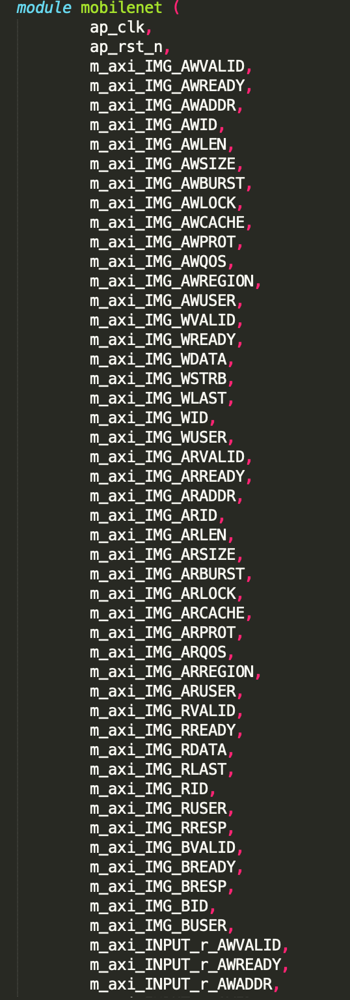 module mobilenet (
ap_clk,
ap_rst_n,
m_axi_IMG_AWVALID,
m_axi_IMG_AWREADY,
m_axi_IMG_AWADDR,
m_axi_IMG_AWID,
m_axi_IMG_AWLEN,
m_axi_IMG_AWSIZE,
m_axi_IMG_AWBURST,
m_axi_IMG_AWLOCK,
m_axi_IMG_AWCACHE,
m_axi_IMG_AWPROT,
m_axi_IMG_AWQOS,
m_axi_IMG_AWREGION,
m_axi_IMG_AWUSER,
m_axi_IMG_WVALID,
m_axi_IMG_WREADY,
m_axi_IMG_WDATA,
m_axi_IMG_WSTRB,
m_axi_IMG_WLAST,
m_axi_IMG_WID,
m_axi_IMG_WUSER,
m_axi_IMG_ARVALID,
m_axi_IMG_ARREADY,
m_axi_IMG_ARADDR,
m_axi_IMG_ARID,
m_axi_IMG_ARLEN,
m_axi_IMG_ARSIZE,
m_axi_IMG_ARBURST,
m_axi_IMG_ARLOCK,
m_axi_IMG_ARCACHE,
m_axi_IMG_ARPROT,
m_axi_IMG_ARQOS,
m_axi_IMG_ARREGION,
m_axi_IMG_ARUSER,
m_axi_IMG_RVALID,
m_axi_IMG_RREADY,
m_axi_IMG_RDATA,
m_axi_IMG_RLAST,
m_axi_IMG_RID,
m_axi_IMG_RUSER,
m_axi_IMG_RRESP,
m_axi_IMG_BVALID,
m_axi_IMG_BREADY,
m_axi_IMG_BRESP,
m_axi_IMG_BID,
m_axi_IMG_BUSER,
m_axi_INPUT_r_AWVALID,
m_axi_INPUT_r_AWREADY,
m_axi_INPUT_r_AWADDR,